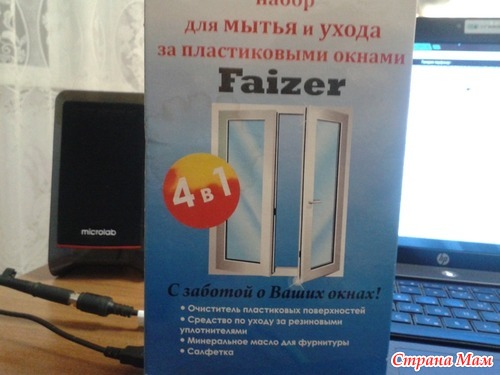 набор
для МЫТЬЯ и УХОДА
за ПЛАСТИКОВЫМИ ОКНАМИ
Faizer
4 в 1
microlab
С заботой о Ваших окнах!
• Очиститель пластиковых поверхностей
• Средство по уходу за резиновыми
уплотнителями
• Минеральное масло для фурнитуры
• Салфетка
hp
Страна Мам